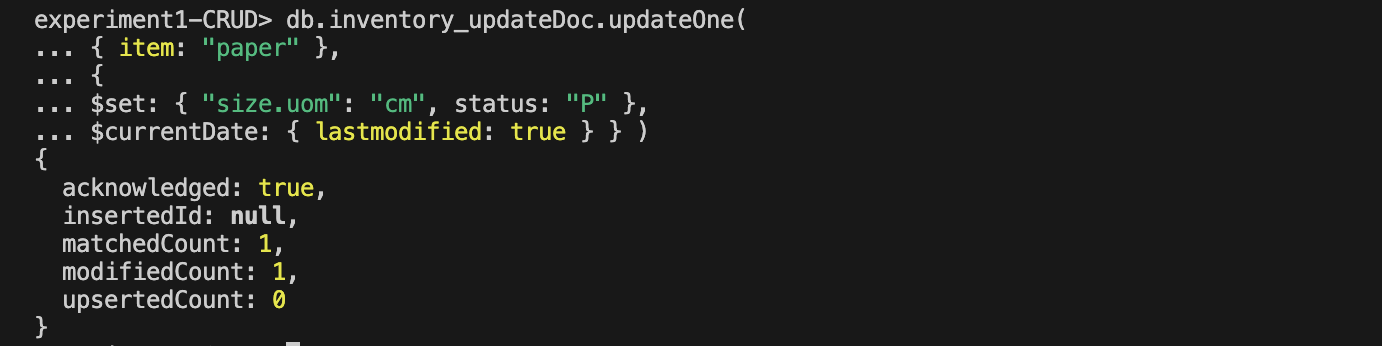 experiment1-CRUD> db.inventory_updateDoc.updateOne(
... { item: "paper" },
... {
... $set: { "size.uom": "cm", status: "P" },
... $currentDate: { lastmodified: true } } )
{
  acknowledged: true,
  insertedId: null,
  matchedCount: 1,
  modifiedCount: 1,
  upsertedCount: 0
}